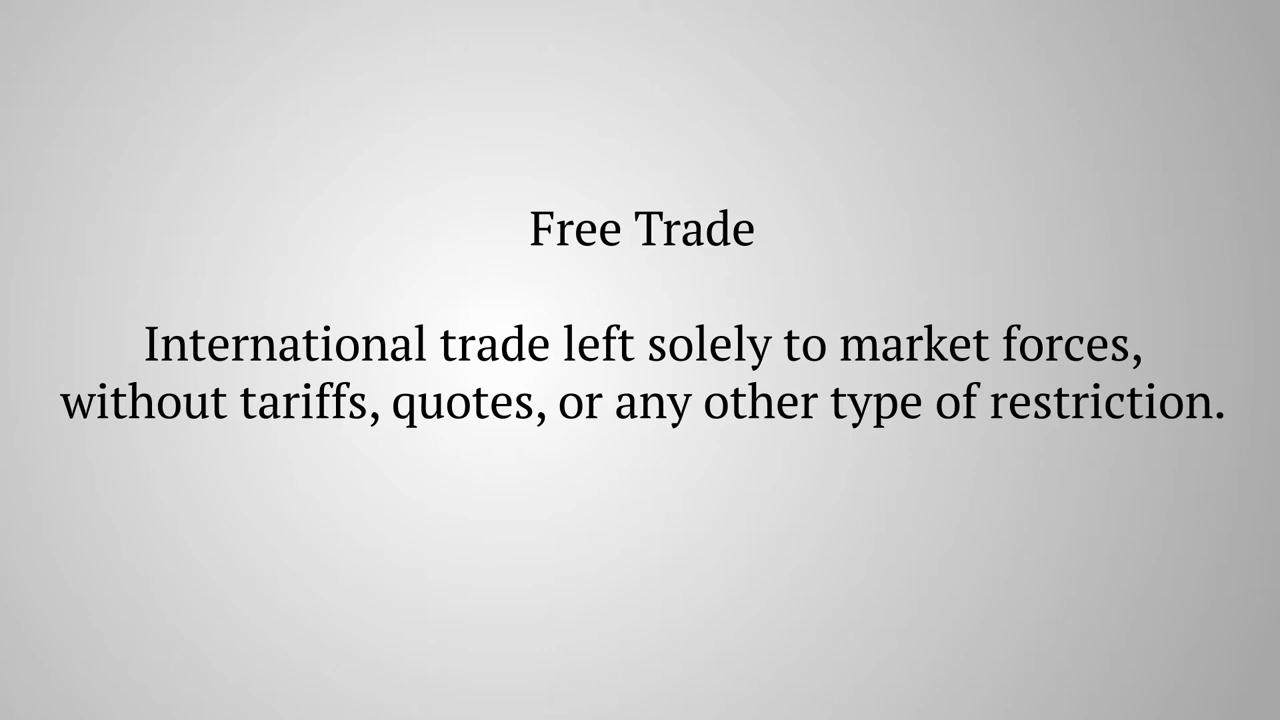 Free Trade
International trade left solely to market forces,
without tariffs, quotes, or any other type of restriction.